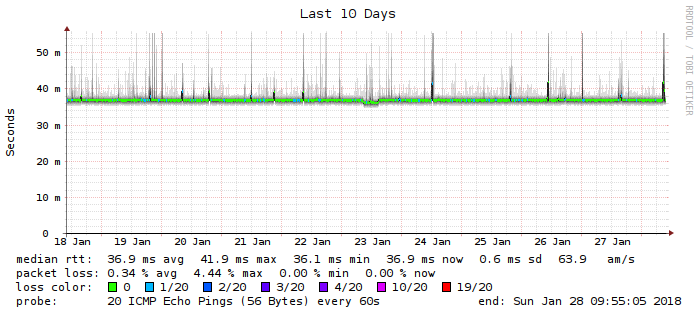 Last 10 Days
RRDTOOL / TOBI OETIKER
Seconds
50 m
40 m
30 m
20 m
10 m
0
18 Jan 19 Jan 20 Jan 21 Jan 22 Jan 23 Jan 24 Jan 25 Jan 26 Jan 27 Jan
median rtt: 36.9 ms avg 41.9 ms max 36.1 ms min 36.9 ms now 0.6 ms sd 63.9 am/s
packet loss: 0.34 % avg 4.44 % max 0.00 % min 0.00 % now
loss color: 0 1/20 2/20 3/20 4/20 10/20 19/20
probe: 20 ICMP Echo Pings (56 Bytes) every 60s end: Sun Jan 28 09:55:05 2018